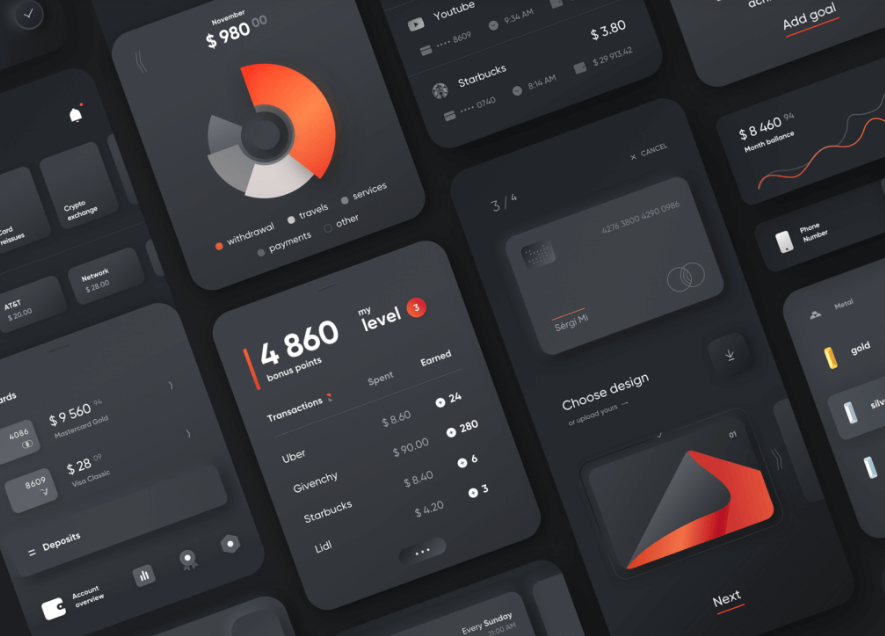 November
$ 980 00
withdrawal
travels
services
payments
other
Youtube
•••• 8609
9:34 AM
$ 3.80
Starbucks
•••• 0740
8:14 AM
$ 29 913.42
Add goal
$ 8 460 94
Month ballance
Phone
Number
Metal
gold
Crypto
exchange
reissues
AT&T
$ 20.00
Network
$ 28.00
$ 9 560 94
Mastercard Gold
4086
$ 28 09
Visa Classic
8609
= Deposits
Account
overview
4 860
bonus points
my
level 3
Transactions
Spent
Earned
Uber
$ 8.60
24
Givenchy
$ 90.00
280
Starbucks
$ 8.40
6
Lidl
$ 4.20
3
Every Sunday
11:00 AM
3 / 4
× CANCEL
4276 3800 4290 0986
Sergi Mi
Choose design
or upload yours →
01
Next